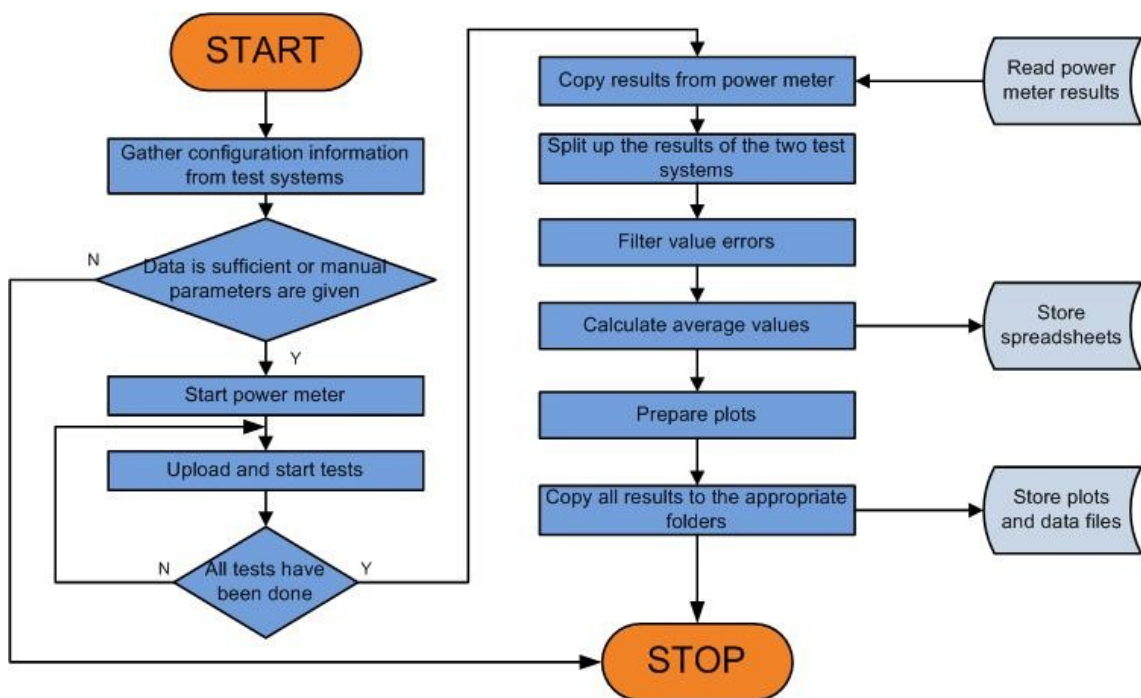 START
Gather configuration information
from test systems
N
Data is sufficient or manual
parameters are given
Y
Start power meter
Upload and start tests
N
All tests have
been done
Y
Copy results from power meter
Read power
meter results
Split up the results of the two test
systems
Filter value errors
Calculate average values
Store
spreadsheets
Prepare plots
Copy all results to the appropriate
folders
Store plots
and data files
STOP